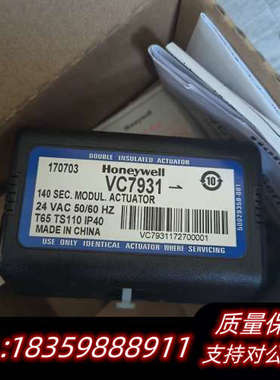 DOUBLE INSULATED ACTUATOR
170703
Honeywell
VC7931
10
140 SEC. MODUL. ACTUATOR
24 VAC 50/60 HZ
T65 TS110 IP40
MADE IN CHINA
VC7931172700001
USE ONLY IDENTICAL ACTUATOR WHERE SERVICING
质量保
:18359888911
支持对公